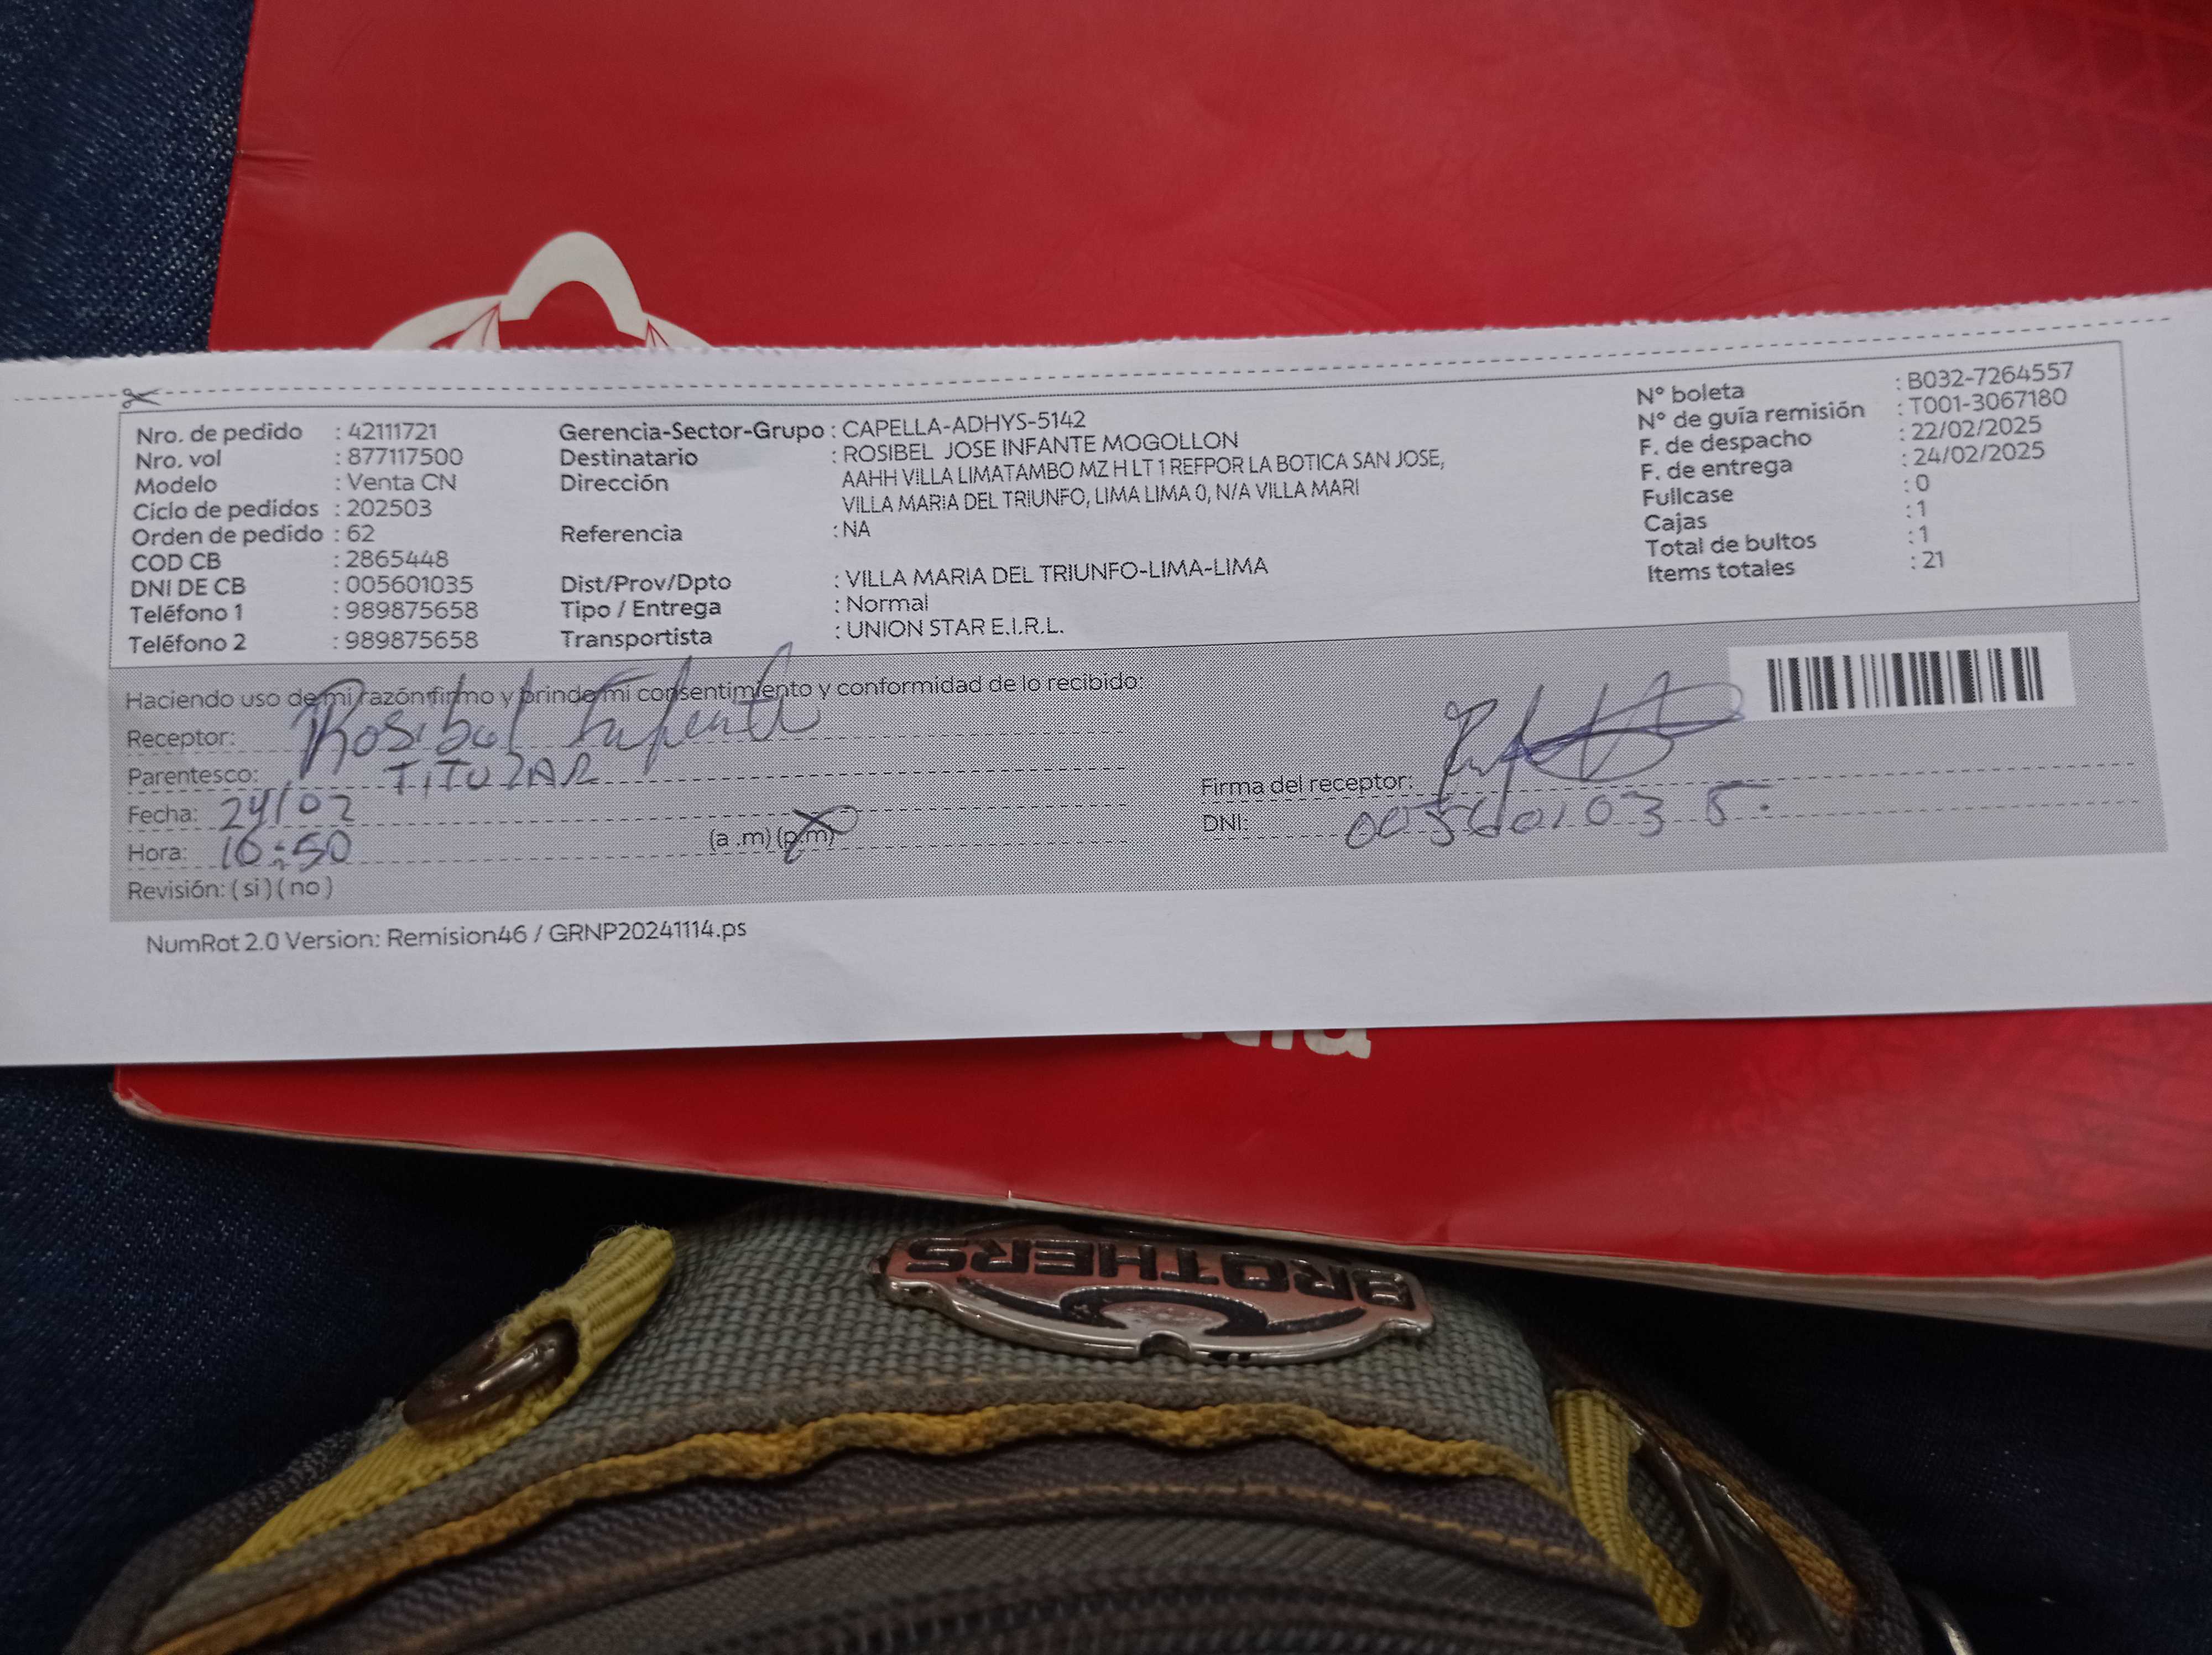 Nro. de pedido : 42111721
Nro. vol : 877117500
Modelo : Venta CN
Ciclo de pedidos : 202503
Orden de pedido : 62
COD CB : 2865448
DNI DE CB : 005601035
Teléfono 1 : 989875658
Teléfono 2 : 989875658
Gerencia-Sector-Grupo : CAPELLA-ADHYS-5142
Destinatario : ROSIBEL JOSE INFANTE MOGOLLON
Dirección : AAHH VILLA LIMATAMBO MZ H LT 1 REFPOR LA BOTICA SAN JOSE,
VILLA MARIA DEL TRIUNFO, LIMA LIMA 0, N/A VILLA MARI
Referencia : NA
Dist/Prov/Dpto : VILLA MARIA DEL TRIUNFO-LIMA-LIMA
Tipo / Entrega : Normal
Transportista : UNION STAR E.I.R.L.
N° boleta : B032-7264557
N° de guía remisión : T001-3067180
F. de despacho : 22/02/2025
F. de entrega : 24/02/2025
Fullcase : 0
Cajas : 1
Total de bultos : 1
Items totales : 21
Haciendo uso de mi razón firmo y brindo mi consentimiento y conformidad de lo recibido:
Receptor: Rosibel Infante
Parentesco: TITULAR
Fecha: 24/02
Hora: 16:50 (a .m) (p.m)
Revisión: ( si ) ( no )
Firma del receptor:
DNI: 005601035.
NumRot 2.0 Version: Remision46 / GRNP20241114.ps
BROTHERS